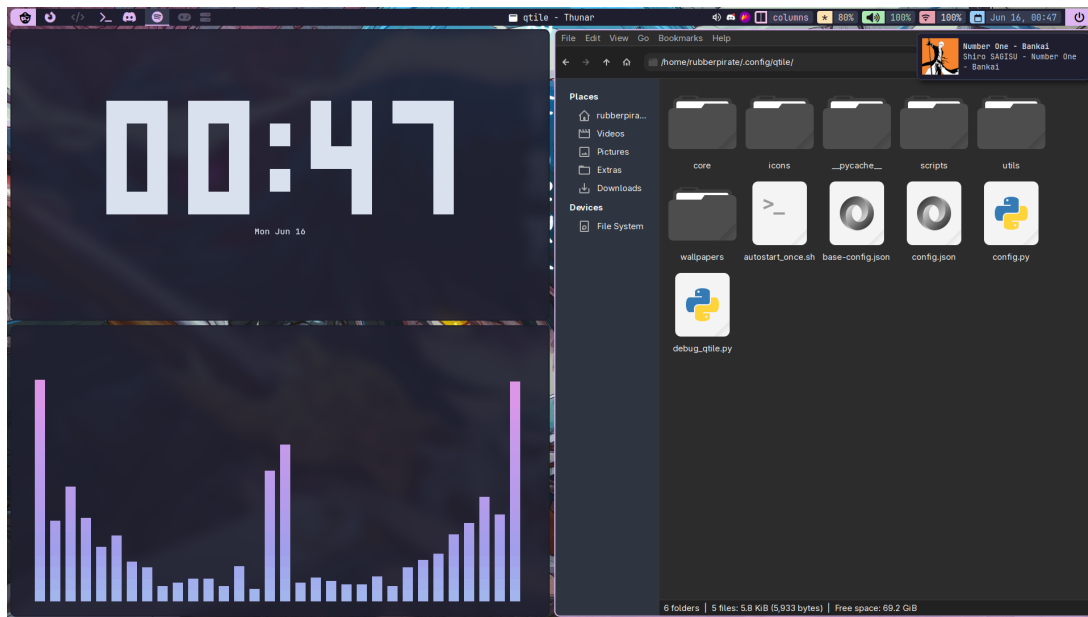 qtile - Thunar
columns
80%
100%
100%
Jun 16, 00:47
00:47
Mon Jun 16
File Edit View Go Bookmarks Help
/home/rubberpirate/.config/qtile/
Number One - Bankai
Shiro SAGISU - Number One
- Bankai
Places
rubberpira...
Videos
Pictures
Extras
Downloads
Devices
File System
core icons __pycache__ scripts utils
wallpapers autostart_once.sh base-config.json config.json config.py
debug_qtile.py
6 folders | 5 files: 5.8 KiB (5,933 bytes) | Free space: 69.2 GiB